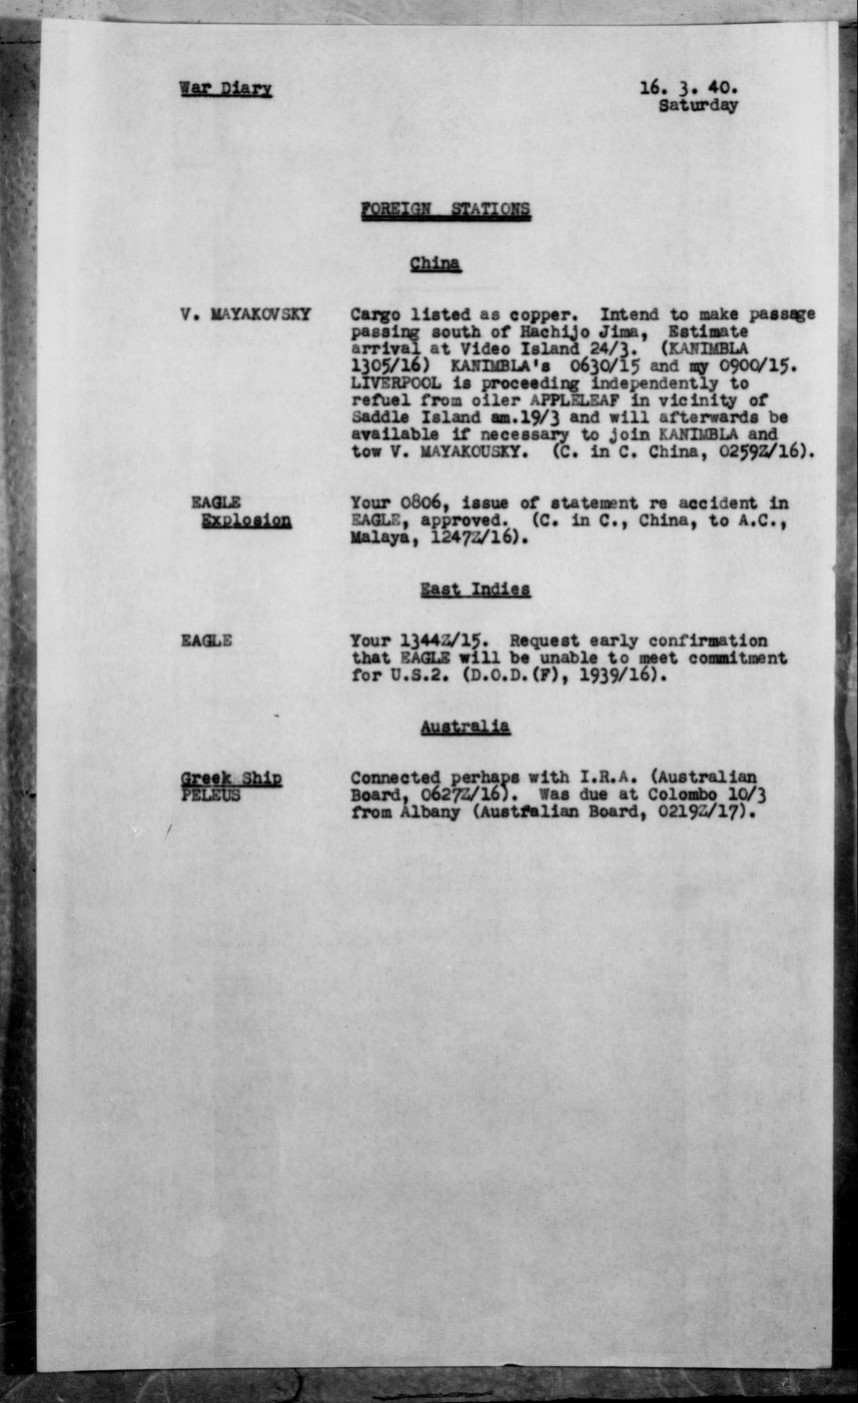 War Diary
16. 3. 40.
Saturday
FOREIGN STATIONS
China
V. MAYAKOVSKY
Cargo listed as copper. Intend to make passage
passing south of Hachijo Jima, Estimate
arrival at Video Island 24/3. (KANIMBLA
1305/16) KANIMBLA's 0630/15 and my 0900/15.
LIVERPOOL is proceeding independently to
refuel from oiler APPLELEAF in vicinity of
Saddle Island am.19/3 and will afterwards be
available if necessary to join KANIMBLA and
tow V. MAYAKOUSKY. (C. in C. China, 0259Z/16).
EAGLE
Explosion
Your 0806, issue of statement re accident in
EAGLE, approved. (C. in C., China, to A.C.,
Malaya, 1247Z/16).
East Indies
EAGLE
Your 1344Z/15. Request early confirmation
that EAGLE will be unable to meet commitment
for U.S.2. (D.O.D.(F), 1939/16).
Australia
Greek Ship
PELEUS
Connected perhaps with I.R.A. (Australian
Board, 0627Z/16). Was due at Colombo 10/3
from Albany (Australian Board, 0219Z/17).